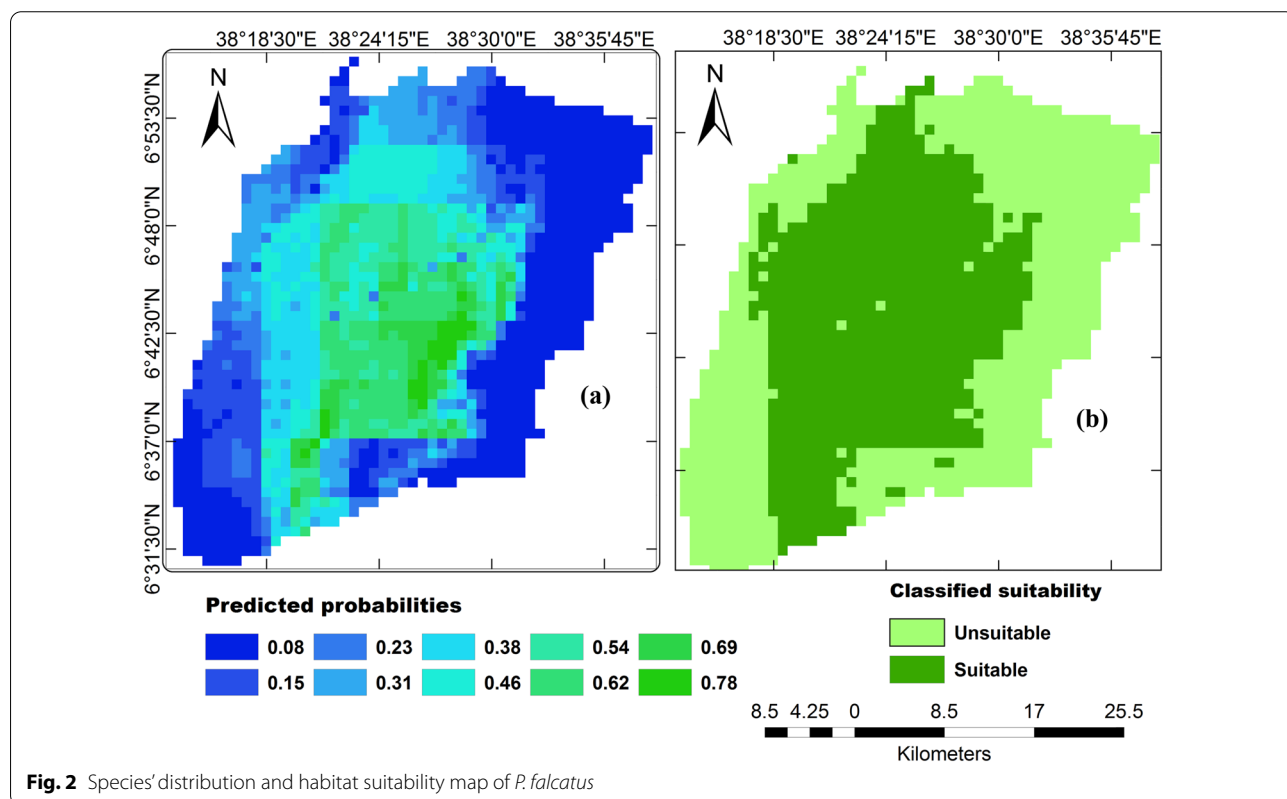 38°18'30"E 38°24'15"E 38°30'0"E 38°35'45"E
38°18'30"E 38°24'15"E 38°30'0"E 38°35'45"E
N
N
6°53'30"N
6°48'0"N
6°42'30"N
6°37'0"N
6°31'30"N
(a)
(b)
Predicted probabilities
0.08 0.23 0.38 0.54 0.69
0.15 0.31 0.46 0.62 0.78
Classified suitability
Unsuitable
Suitable
8.5 4.25 0 8.5 17 25.5
Kilometers
Fig. 2 Species' distribution and habitat suitability map of P. falcatus